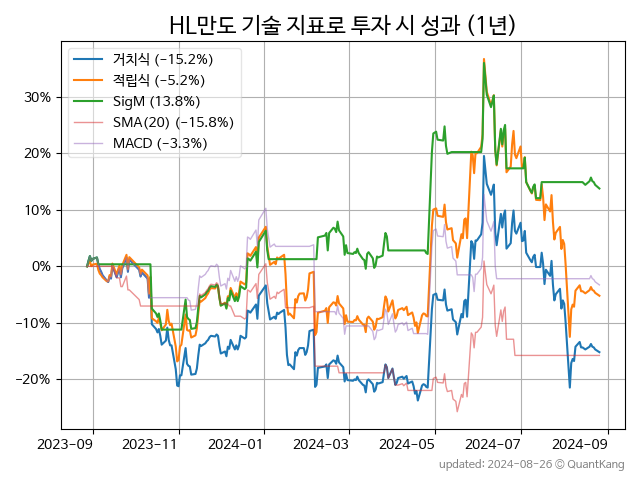 HL만도 기술 지표로 투자 시 성과 (1년)
거치식 (−15.2%)
적립식 (−5.2%)
SigM (13.8%)
SMA(20) (−15.8%)
MACD (−3.3%)
30%
20%
10%
0%
−10%
−20%
2023-09 2023-11 2024-01 2024-03 2024-05 2024-07 2024-09
updated: 2024-08-26 © QuantKang